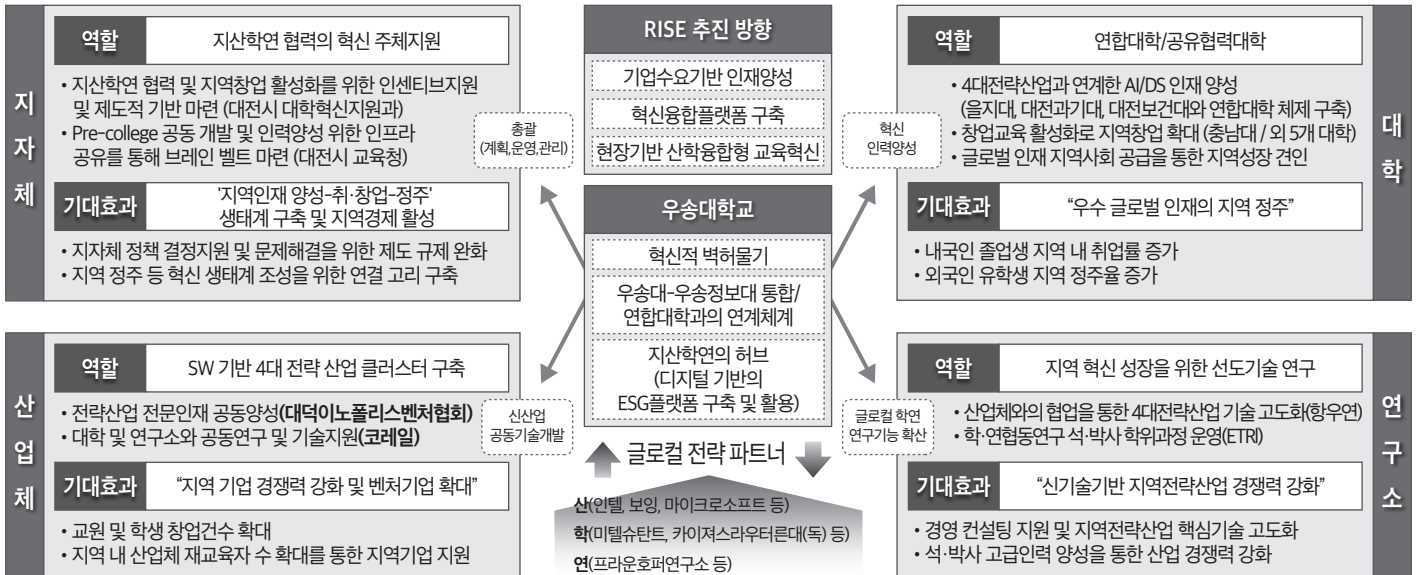 지자체
역할
지산학연 협력의 혁신 주체지원
• 지산학연 협력 및 지역창업 활성화를 위한 인센티브지원
및 제도적 기반 마련 (대전시 대학혁신지원과)
• Pre-college 공동 개발 및 인력양성 위한 인프라
공유를 통해 브레인 벨트 마련 (대전시 교육청)
기대효과
'지역인재 양성-취·창업-정주'
생태계 구축 및 지역경제 활성
• 지자체 정책 결정지원 및 문제해결을 위한 제도 규제 완화
• 지역 정주 등 혁신 생태계 조성을 위한 연결 고리 구축
총괄
(계획,운영,관리)
RISE 추진 방향
기업수요기반 인재양성
혁신융합플랫폼 구축
현장기반 산학융합형 교육혁신
혁신
인력양성
대학
역할
연합대학/공유협력대학
• 4대전략산업과 연계한 AI/DS 인재 양성
(을지대, 대전과기대, 대전보건대와 연합대학 체제 구축)
• 창업교육 활성화로 지역창업 확대 (충남대 / 외 5개 대학)
• 글로벌 인재 지역사회 공급을 통한 지역성장 견인
기대효과
“우수 글로벌 인재의 지역 정주”
• 내국인 졸업생 지역 내 취업률 증가
• 외국인 유학생 지역 정주율 증가
우송대학교
혁신적 벽허물기
우송대-우송정보대 통합/
연합대학과의 연계체계
지산학연의 허브
(디지털 기반의
ESG플랫폼 구축 및 활용)
산업체
역할
SW 기반 4대 전략 산업 클러스터 구축
• 전략산업 전문인재 공동양성(대덕이노폴리스벤처협회)
• 대학 및 연구소와 공동연구 및 기술지원(코레일)
기대효과
“지역 기업 경쟁력 강화 및 벤처기업 확대”
• 교원 및 학생 창업건수 확대
• 지역 내 산업체 재교육자 수 확대를 통한 지역기업 지원
신산업
공동기술개발
글로컬 전략 파트너
산(인텔, 보잉, 마이크로소프트 등)
학(미텔슈탄트, 카이져스라우터른대(독) 등)
연(프라운호퍼연구소 등)
글로컬 학연
연구기능 확산
연구소
역할
지역 혁신 성장을 위한 선도기술 연구
• 산업체와의 협업을 통한 4대전략산업 기술 고도화(항우연)
• 학·연협동연구 석·박사 학위과정 운영(ETRI)
기대효과
“신기술기반 지역전략산업 경쟁력 강화”
• 경영 컨설팅 지원 및 지역전략산업 핵심기술 고도화
• 석·박사 고급인력 양성을 통한 산업 경쟁력 강화